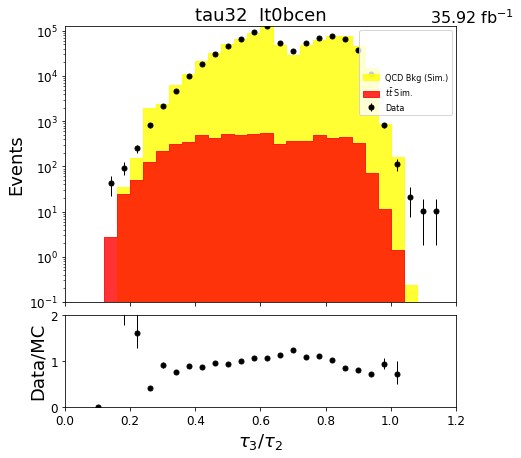 tau32 lt0bcen
35.92 fb⁻¹
Events
10⁵
10⁴
10³
10²
10¹
10⁰
10⁻¹
QCD Bkg (Sim.)
tt̄ Sim.
Data
Data/MC
2
1
0
0.0 0.2 0.4 0.6 0.8 1.0 1.2
τ₃/τ₂